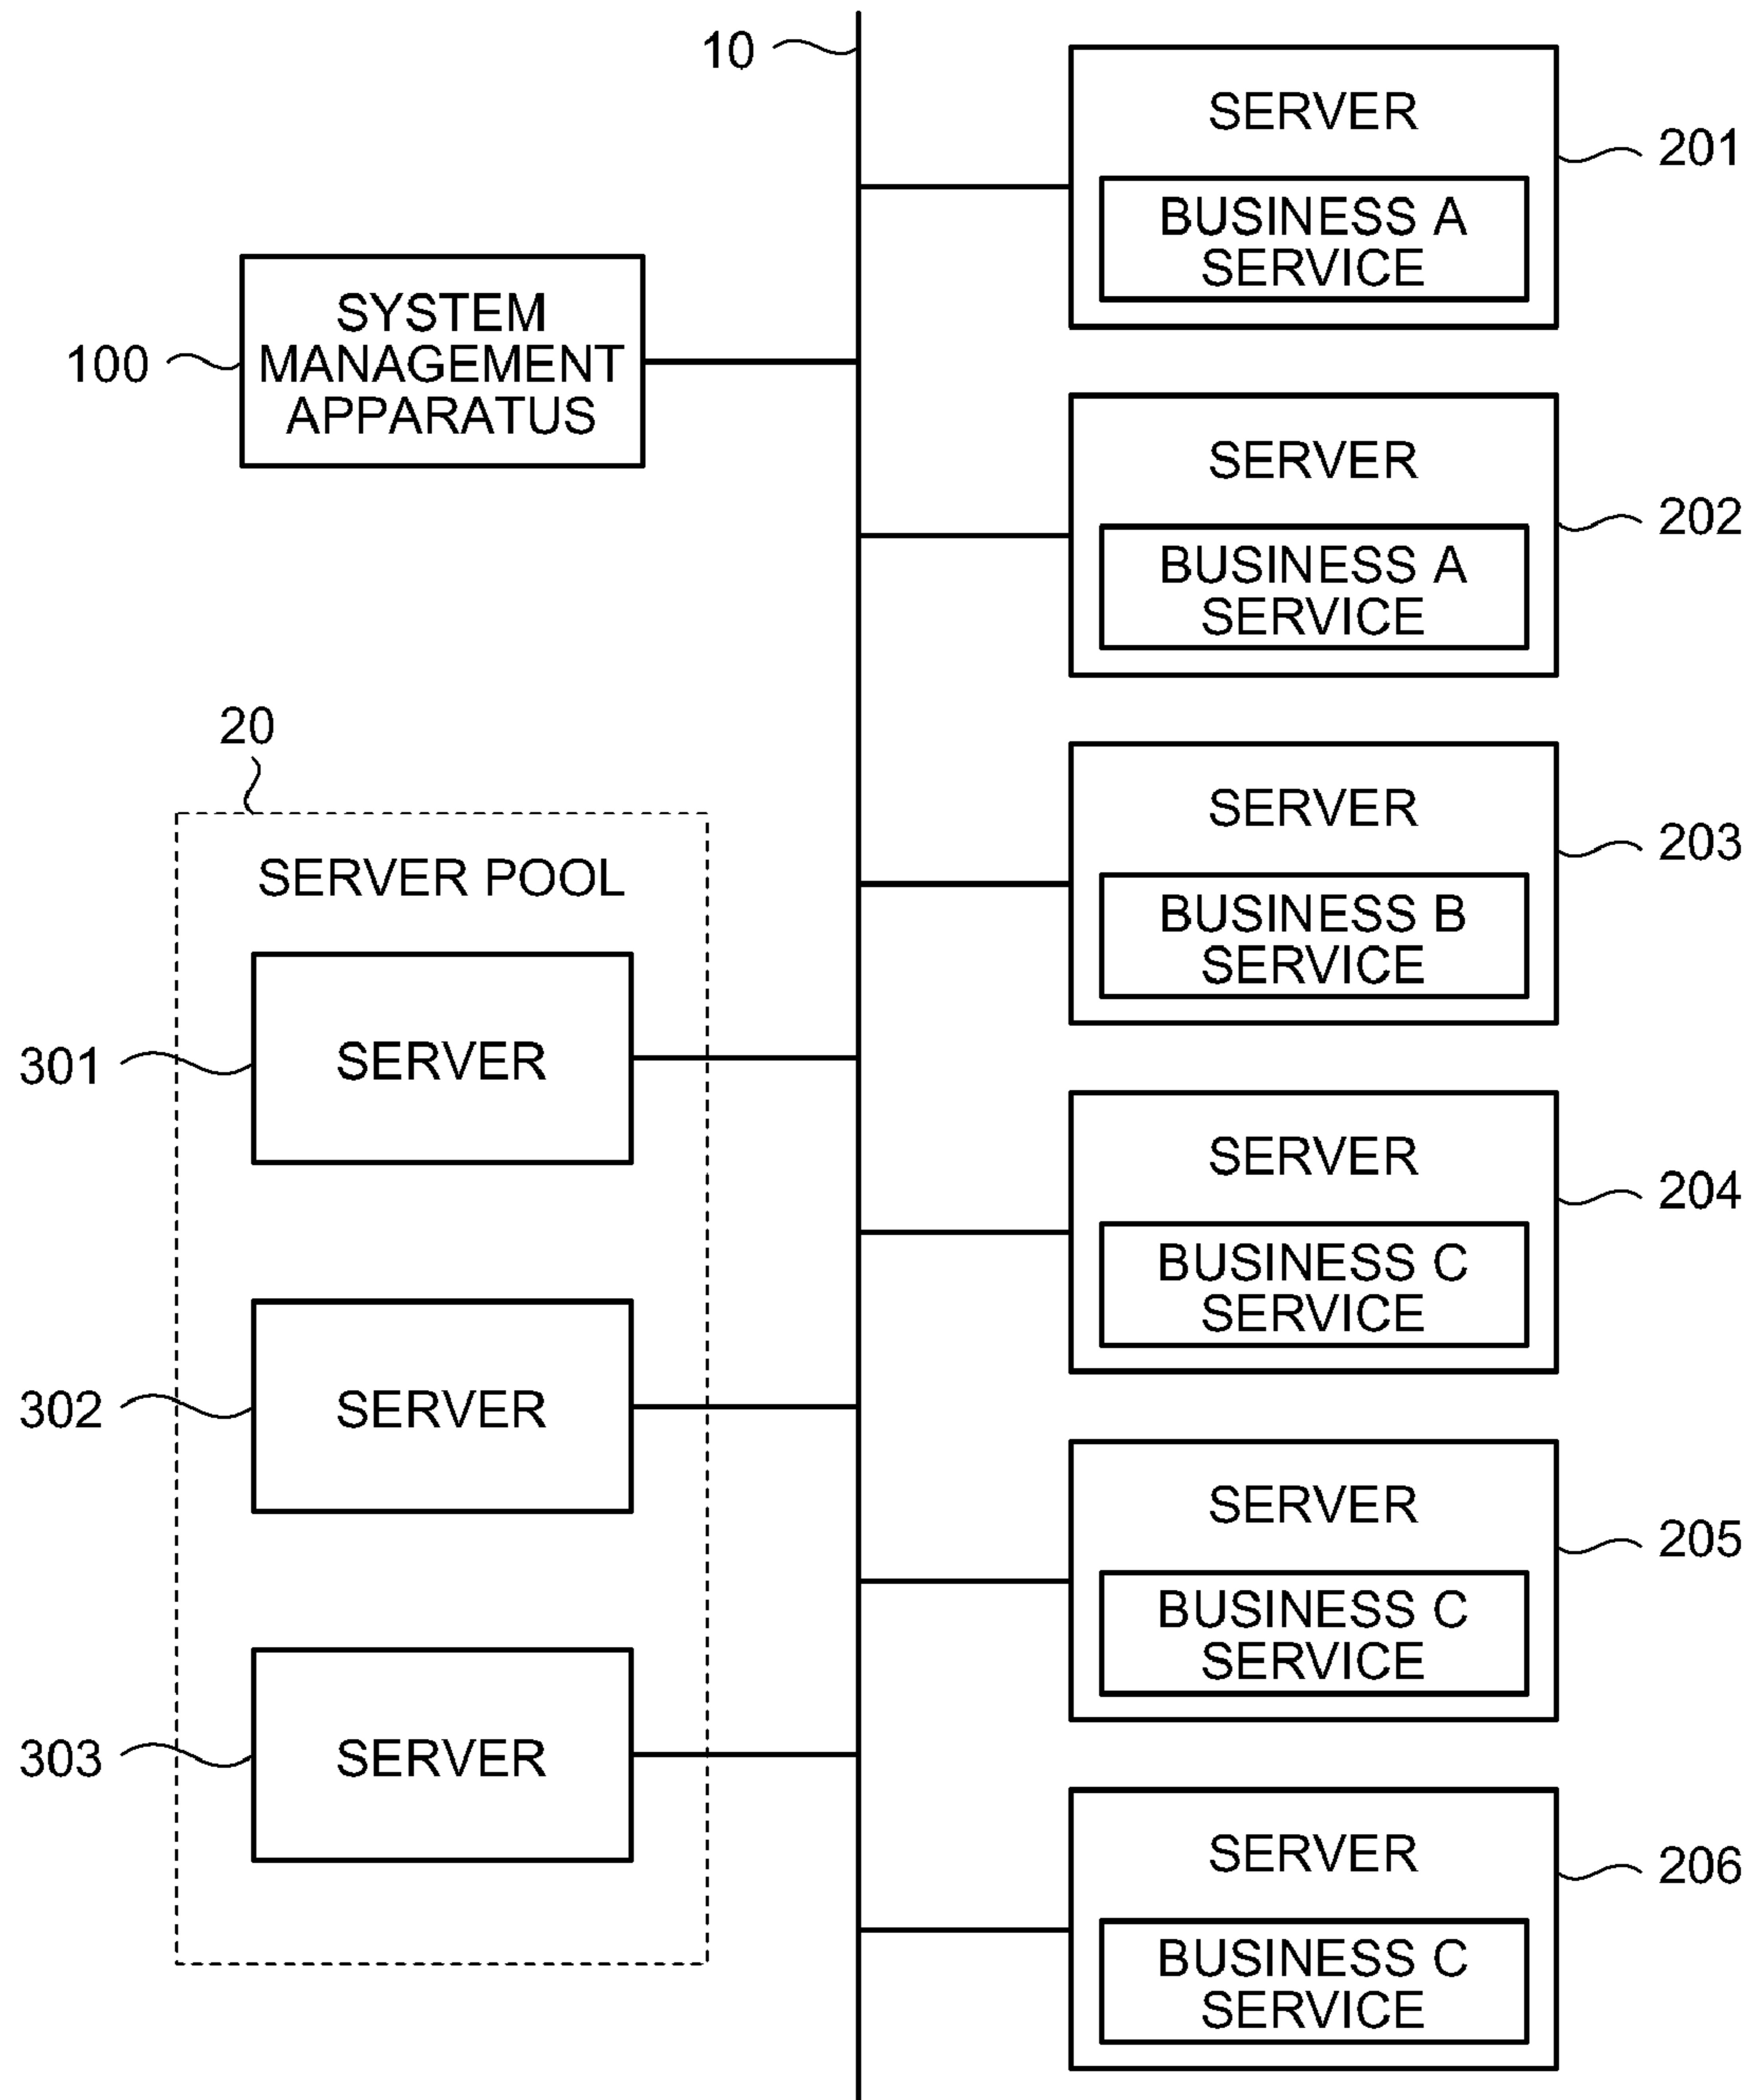 10
SERVER
201
BUSINESS A
SERVICE
SYSTEM
MANAGEMENT
APPARATUS
100
SERVER
202
BUSINESS A
SERVICE
20
SERVER
203
BUSINESS B
SERVICE
SERVER POOL
301
SERVER
SERVER
204
BUSINESS C
SERVICE
302
SERVER
SERVER
205
BUSINESS C
SERVICE
303
SERVER
SERVER
206
BUSINESS C
SERVICE